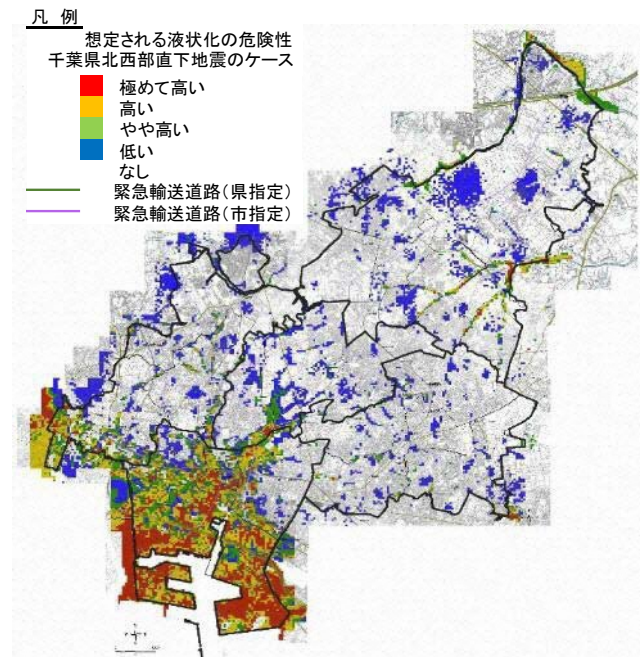 凡 例
想定される液状化の危険性
千葉県北西部直下地震のケース
極めて高い
高い
やや高い
低い
なし
緊急輸送道路(県指定)
緊急輸送道路(市指定)